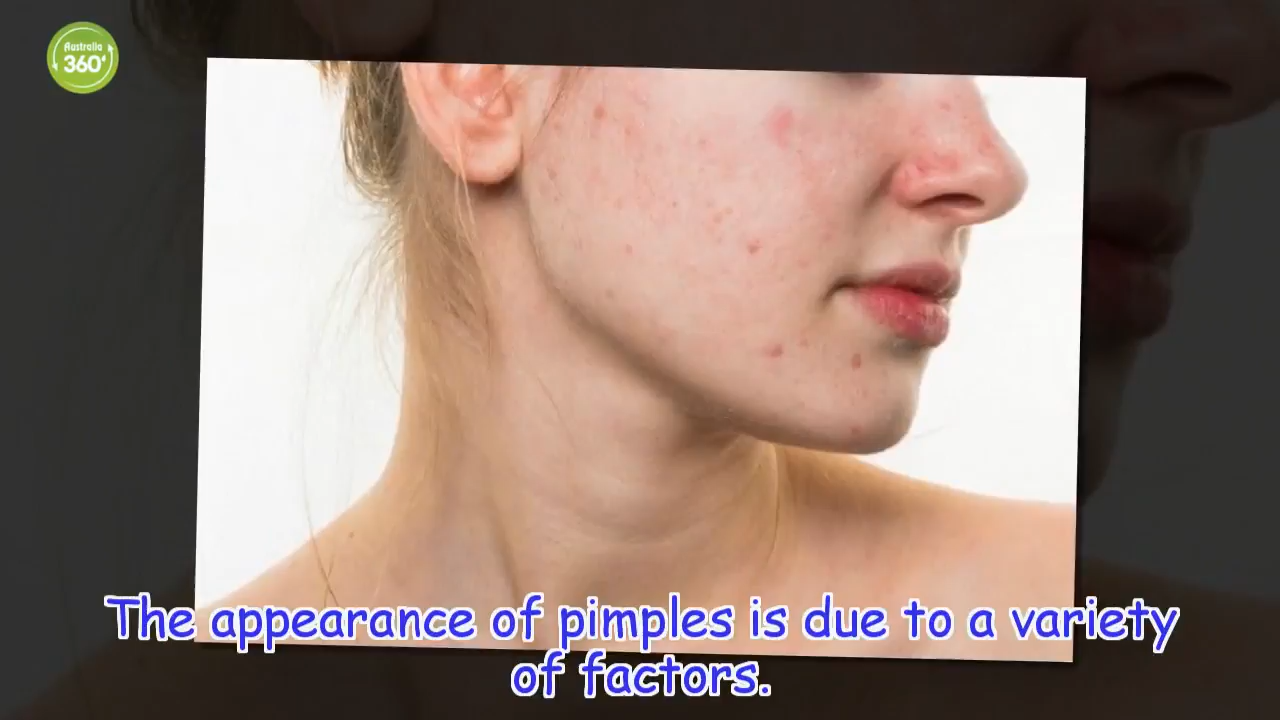 Australia
360°
The appearance of pimples is due to a variety
of factors.